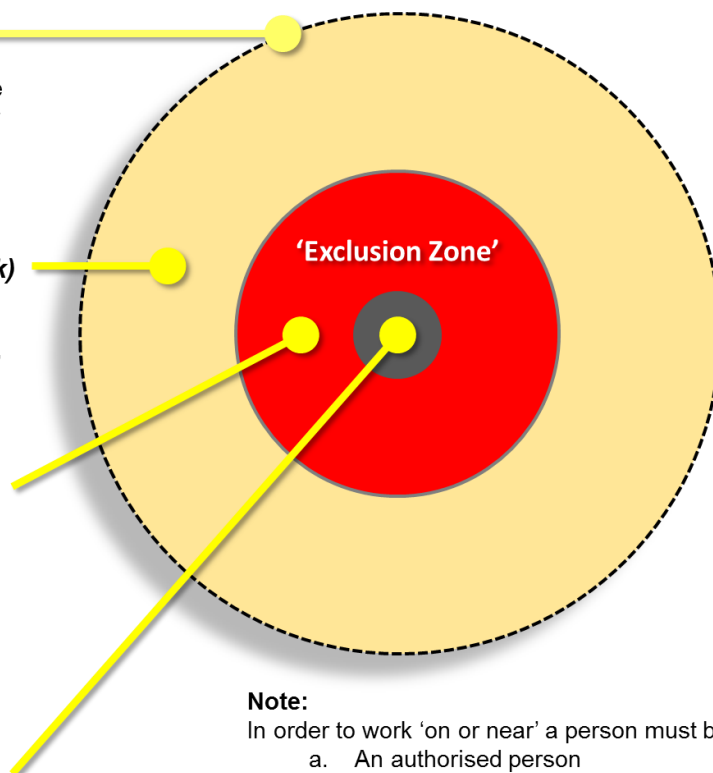 'Exclusion Zone'
Note:
In order to work 'on or near' a person must b
a. An authorised person